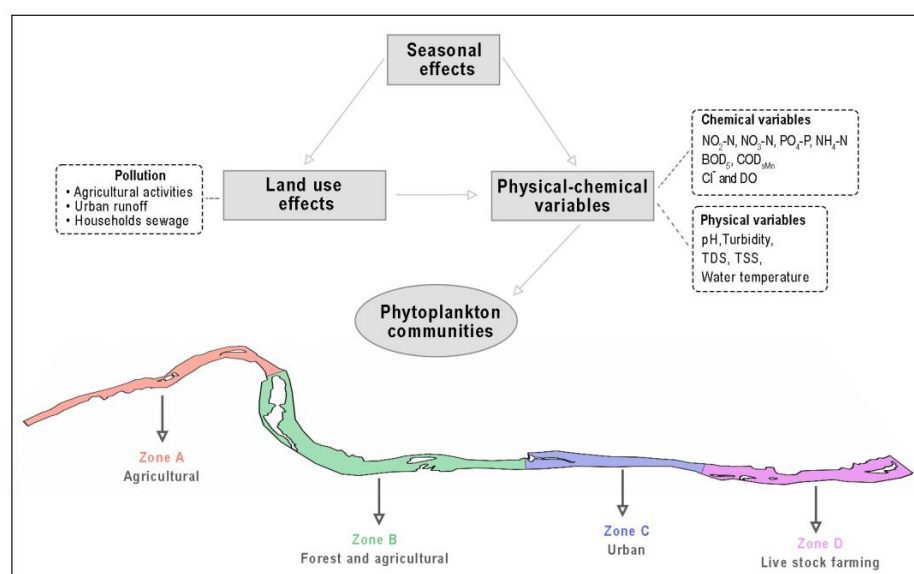 Seasonal
effects
Chemical variables
NO₂-N, NO₃-N, PO₄-P, NH₄-N
BOD₅, CODₛMn
Cl⁻ and DO
Pollution
• Agricultural activities
• Urban runoff
• Households sewage
Land use
effects
Physical-chemical
variables
Physical variables
pH,Turbidity,
TDS, TSS,
Water temperature
Phytoplankton
communities
Zone A
Agricultural
Zone B
Forest and agricultural
Zone C
Urban
Zone D
Live stock farming